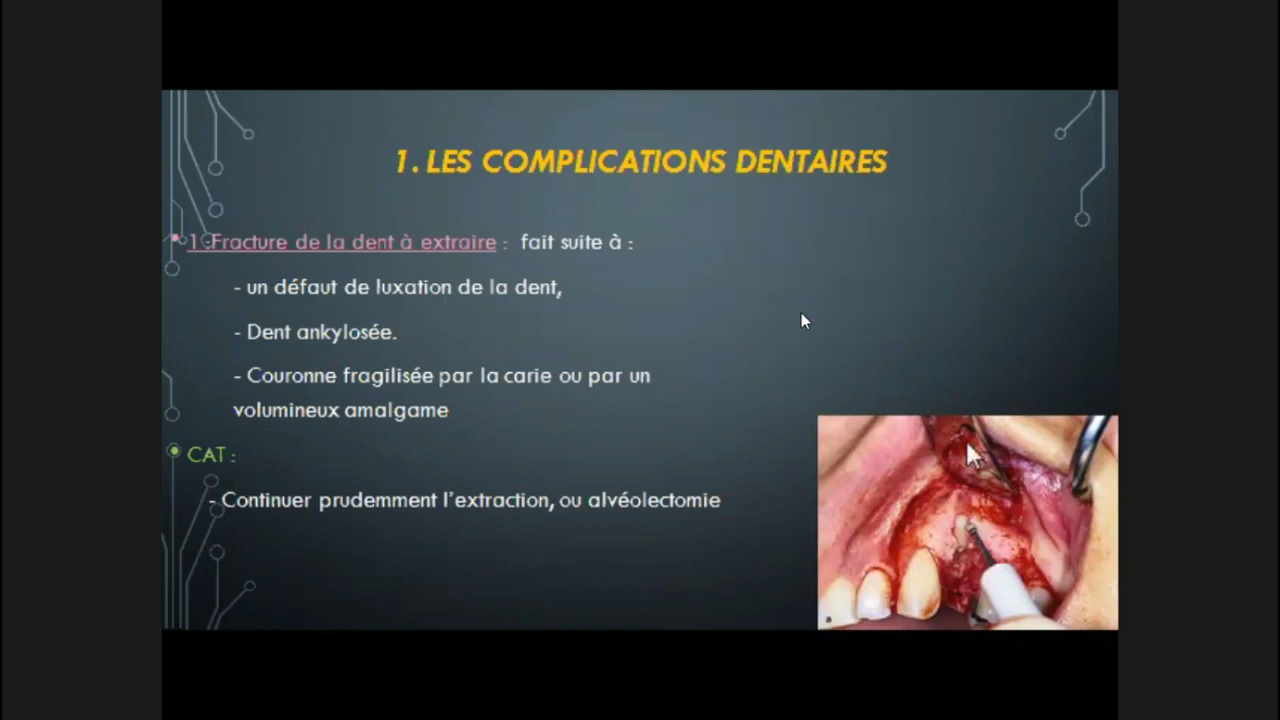 1. LES COMPLICATIONS DENTAIRES
• 1.Fracture de la dent à extraire : fait suite à :
- un défaut de luxation de la dent,
- Dent ankylosée.
- Couronne fragilisée par la carie ou par un
volumineux amalgame
CAT :
- Continuer prudemment l'extraction, ou alvéolectomie
a